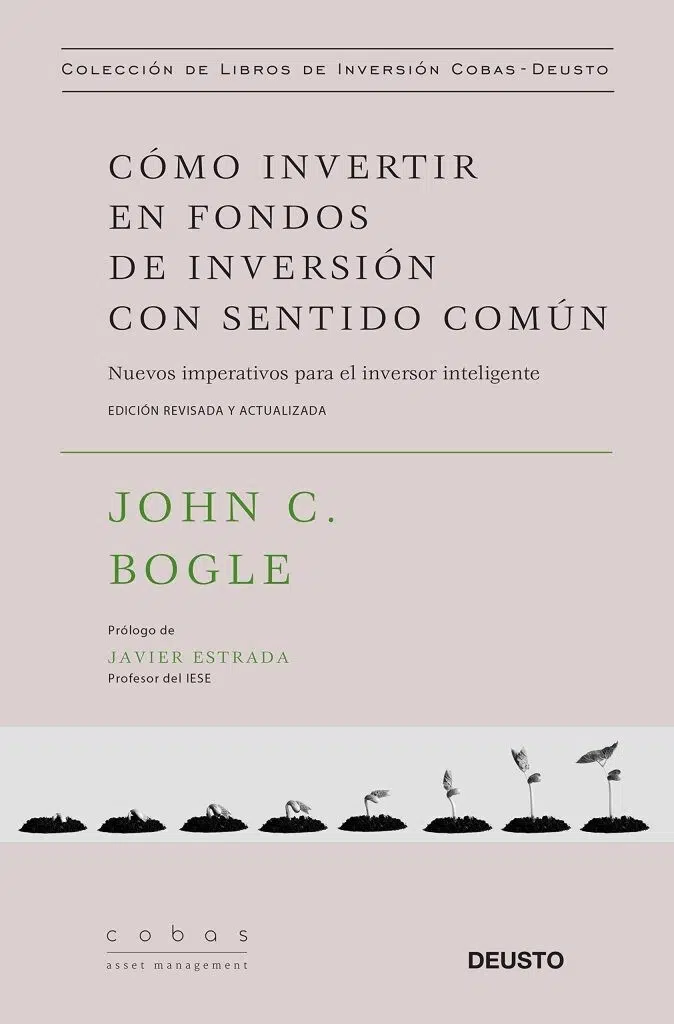 Colección de Libros de Inversión Cobas - Deusto
CÓMO INVERTIR
EN FONDOS
DE INVERSIÓN
CON SENTIDO COMÚN
Nuevos imperativos para el inversor inteligente
EDICIÓN REVISADA Y ACTUALIZADA
JOHN C.
BOGLE
Prólogo de
JAVIER ESTRADA
Profesor del IESE
cobas
asset management
DEUSTO